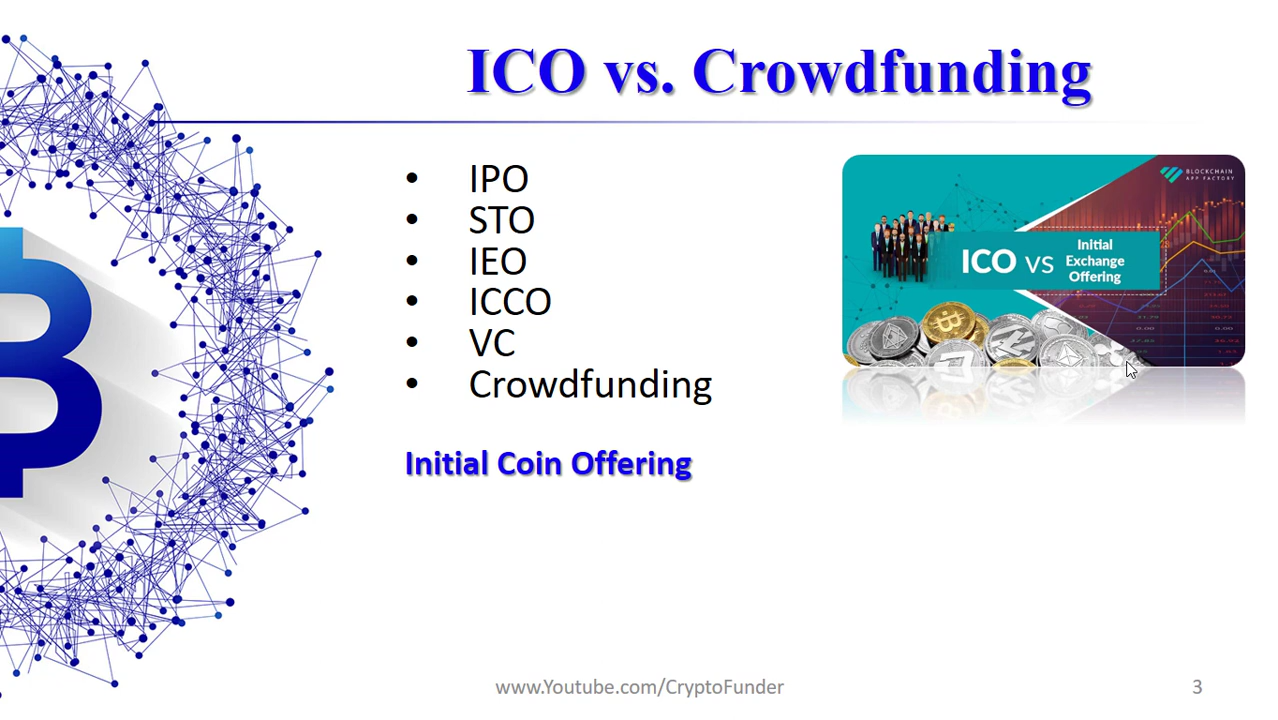 ICO vs. Crowdfunding
• IPO
• STO
• IEO
• ICCO
• VC
• Crowdfunding
Initial Coin Offering
BLOCKCHAIN
APP FACTORY
ICO vs
Initial
Exchange
Offering
www.Youtube.com/CryptoFunder
3